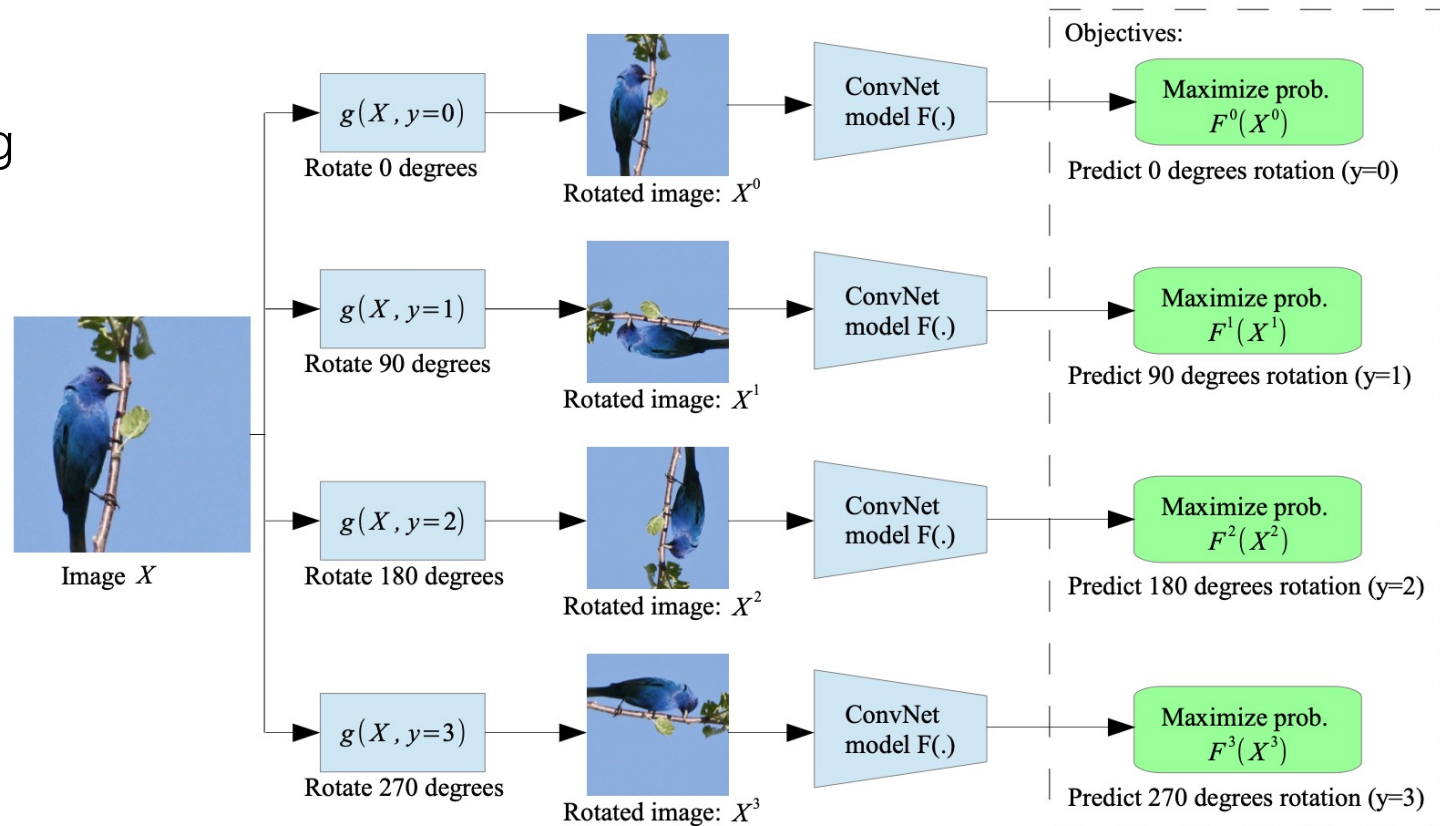 g
Objectives:
g(X, y=0)
Rotate 0 degrees
Rotated image: X⁰
ConvNet
model F(.)
Maximize prob.
F⁰(X⁰)
Predict 0 degrees rotation (y=0)
g(X, y=1)
Rotate 90 degrees
Rotated image: X¹
ConvNet
model F(.)
Maximize prob.
F¹(X¹)
Predict 90 degrees rotation (y=1)
Image X
g(X, y=2)
Rotate 180 degrees
Rotated image: X²
ConvNet
model F(.)
Maximize prob.
F²(X²)
Predict 180 degrees rotation (y=2)
g(X, y=3)
Rotate 270 degrees
Rotated image: X³
ConvNet
model F(.)
Maximize prob.
F³(X³)
Predict 270 degrees rotation (y=3)